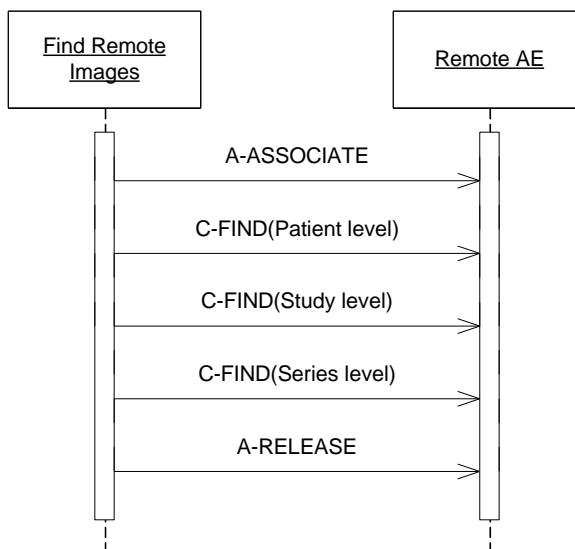 Find Remote
Images
Remote AE
A-ASSOCIATE
C-FIND(Patient level)
C-FIND(Study level)
C-FIND(Series level)
A-RELEASE